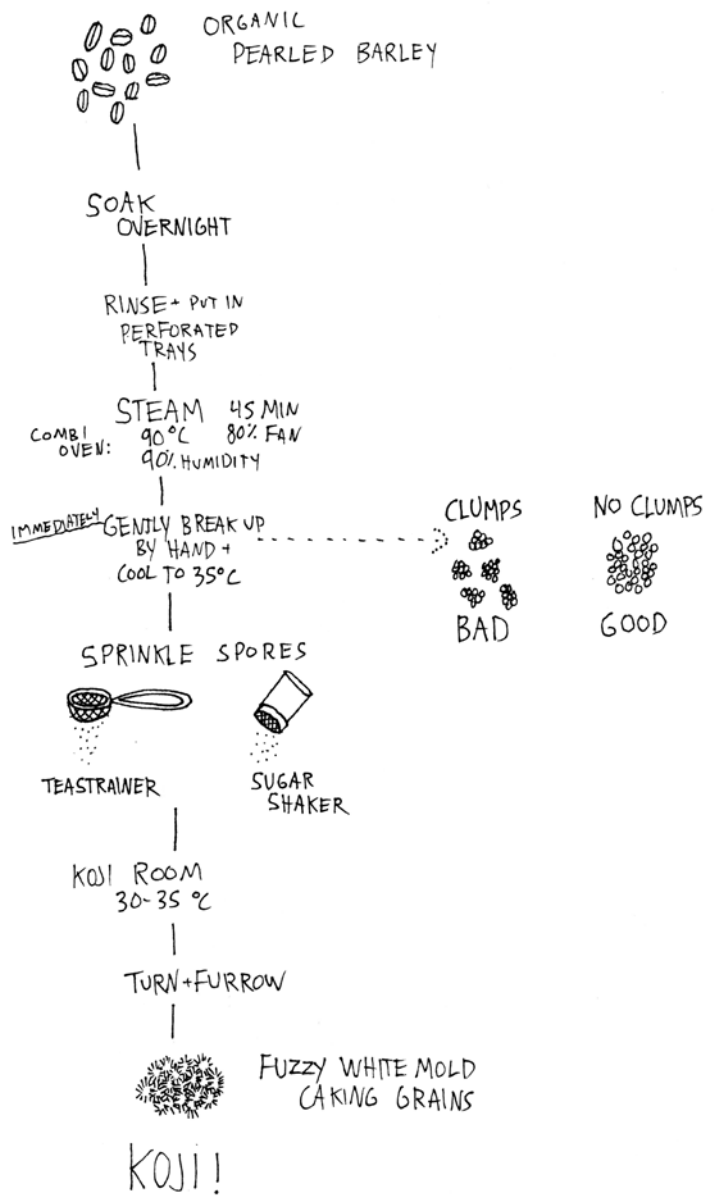 ORGANIC
PEARLED BARLEY
SOAK
OVERNIGHT
RINSE + PUT IN
PERFORATED
TRAYS
STEAM 45 MIN
COMBI OVEN: 90°C 80% FAN
90% HUMIDITY
IMMEDIATELY GENTLY BREAK UP
BY HAND +
COOL TO 35°C
CLUMPS NO CLUMPS
BAD GOOD
SPRINKLE SPORES
TEASTRAINER
SUGAR
SHAKER
KOJI ROOM
30-35 °C
TURN + FURROW
FUZZY WHITE MOLD
CAKING GRAINS
KOJI!